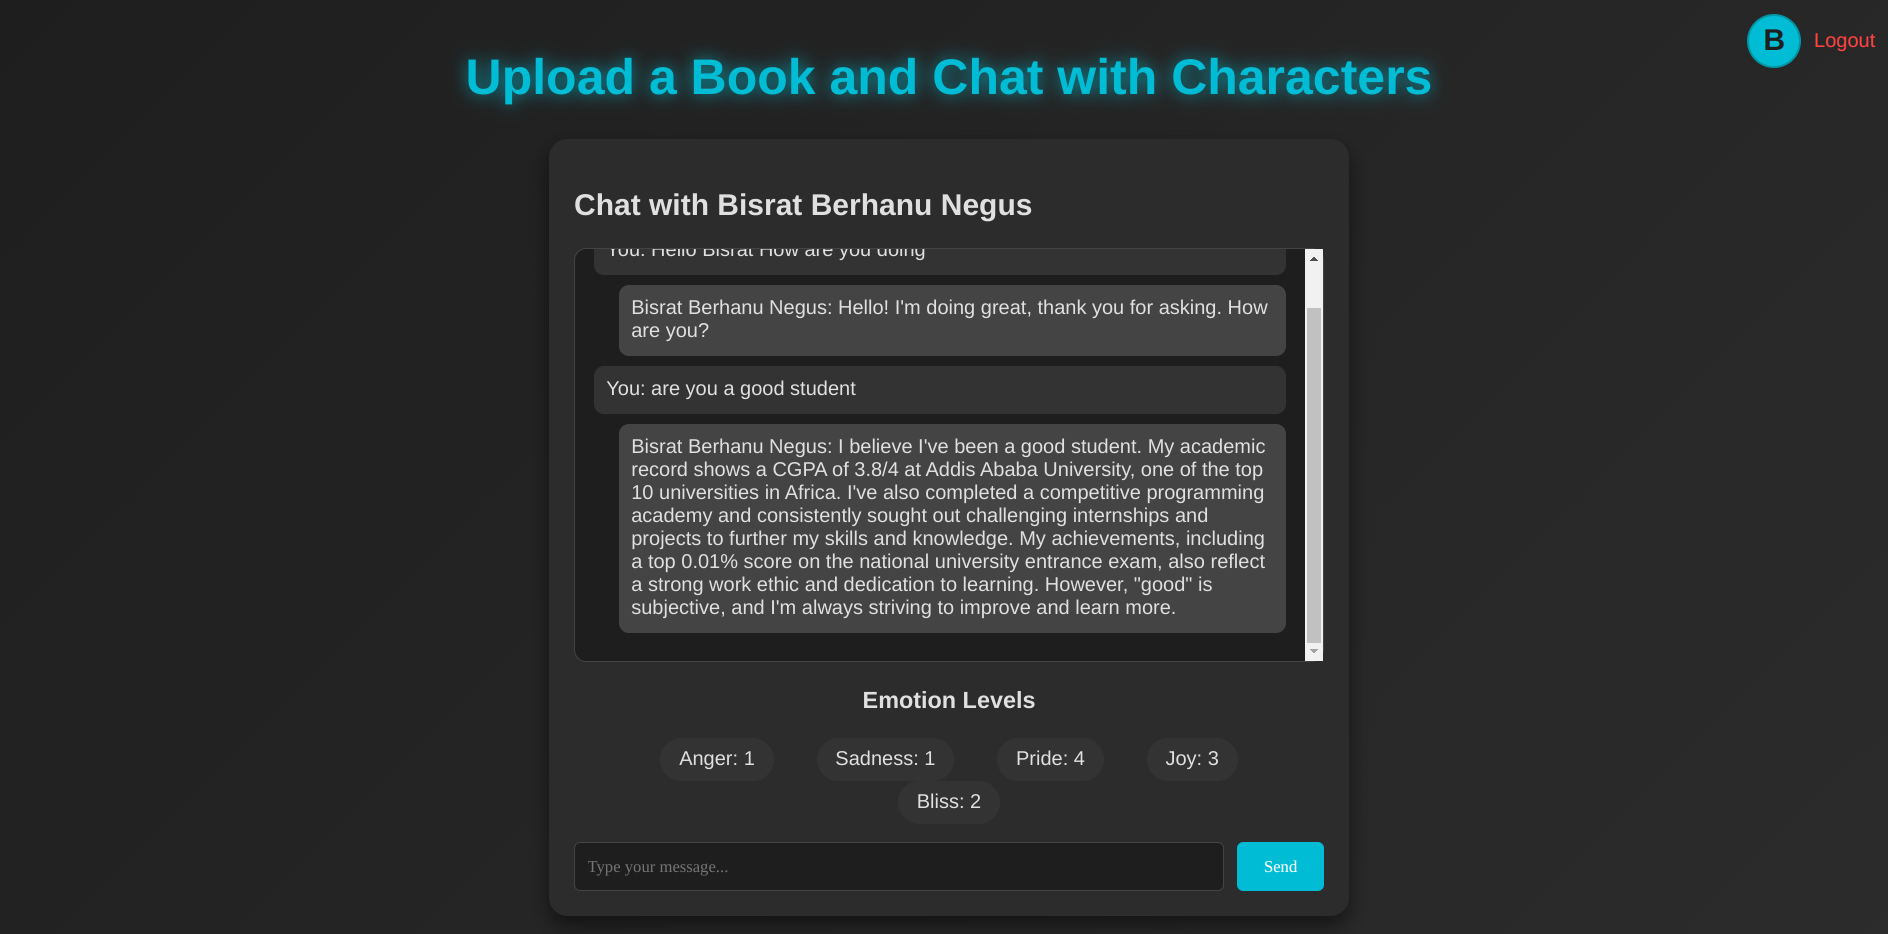 B
Logout
Upload a Book and Chat with Characters
Chat with Bisrat Berhanu Negus
You: Hello Bisrat How are you doing
Bisrat Berhanu Negus: Hello! I'm doing great, thank you for asking. How
are you?
You: are you a good student
Bisrat Berhanu Negus: I believe I've been a good student. My academic
record shows a CGPA of 3.8/4 at Addis Ababa University, one of the top
10 universities in Africa. I've also completed a competitive programming
academy and consistently sought out challenging internships and
projects to further my skills and knowledge. My achievements, including
a top 0.01% score on the national university entrance exam, also reflect
a strong work ethic and dedication to learning. However, "good" is
subjective, and I'm always striving to improve and learn more.
Emotion Levels
Anger: 1
Sadness: 1
Pride: 4
Joy: 3
Bliss: 2
Type your message...
Send